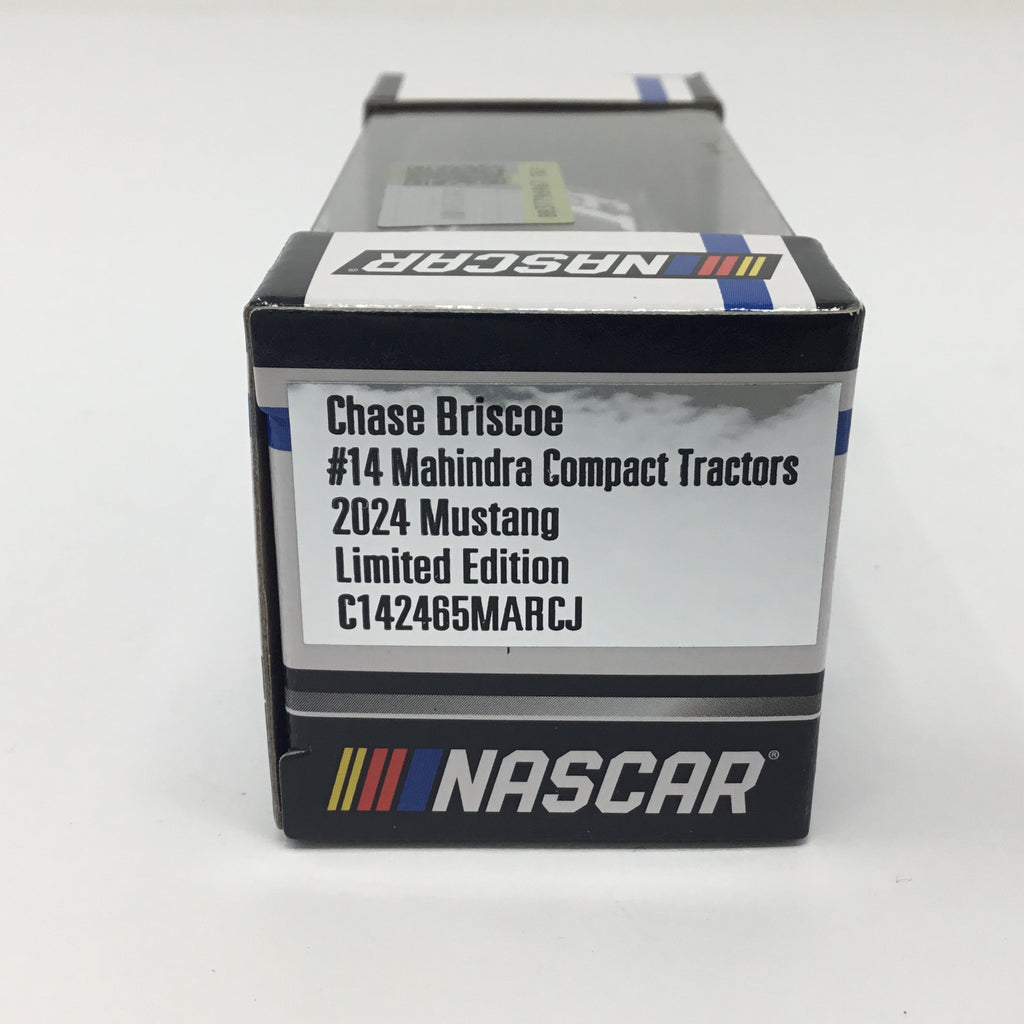 NASCAR
Chase Briscoe
#14 Mahindra Compact Tractors
2024 Mustang
Limited Edition
C142465MARCJ
NASCAR®